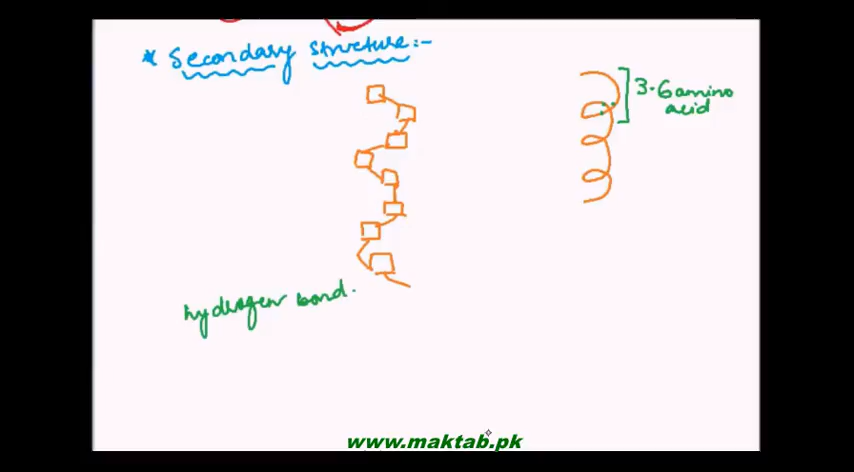 * Secondary structure:-
3.6 amino
acid
hydrogen bond.
www.maktab.pk